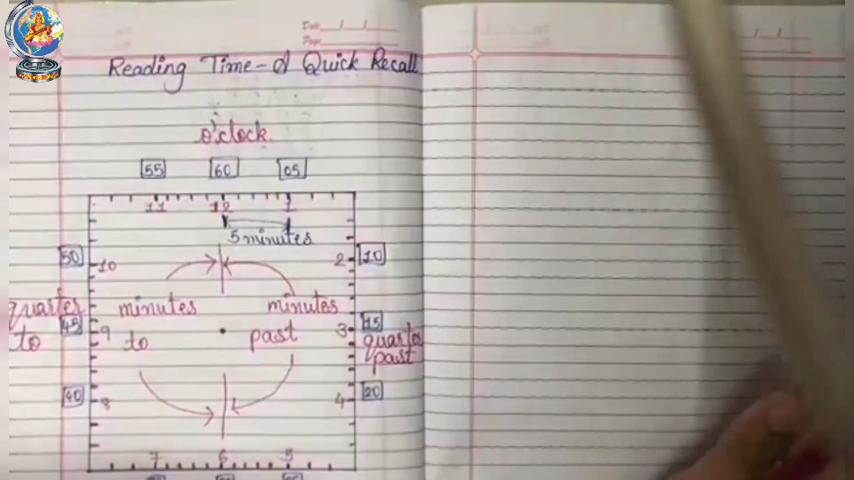 Reading Time-A Quick Recall
o'clock
55 60 05
11 12 1
5 minutes
50 10 2 10
quarter to
45 9
minutes to
minutes past
3 15
quarter past
40 8 4 20
7 6 5